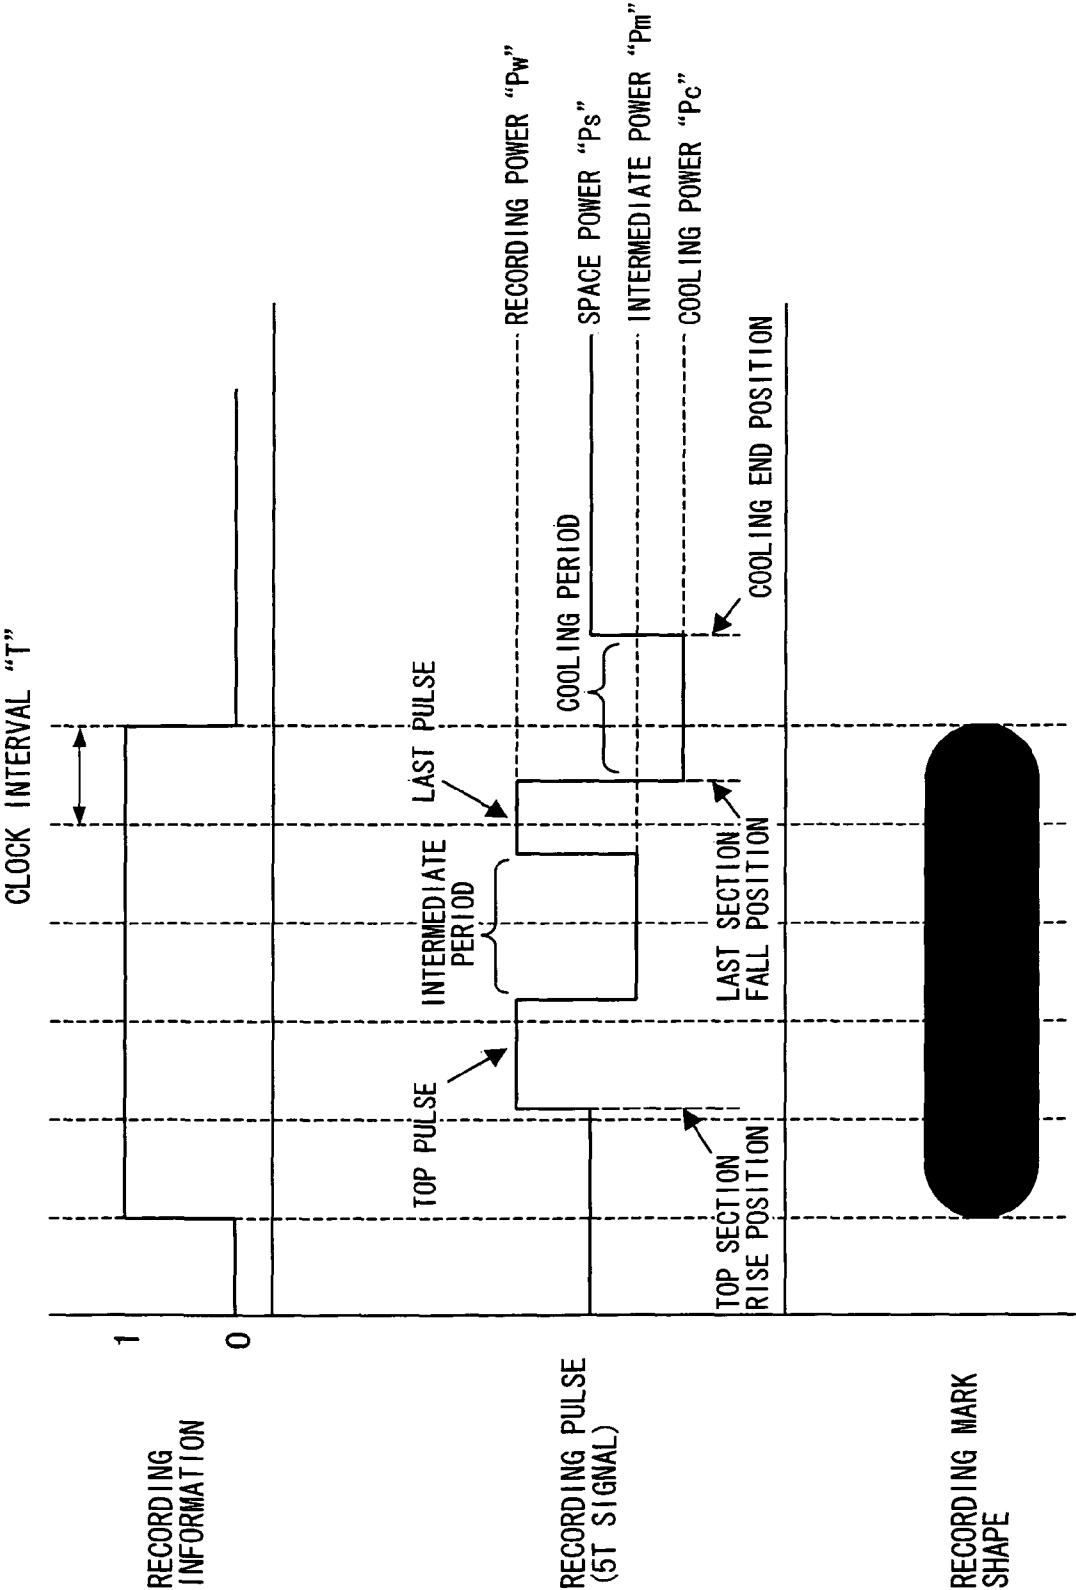 CLOCK INTERVAL “T”
RECORDING
INFORMATION
1
0
RECORDING PULSE
(5T SIGNAL)
TOP PULSE
INTERMEDIATE
PERIOD
LAST PULSE
COOLING PERIOD
RECORDING POWER “Pw”
SPACE POWER “Ps”
INTERMEDIATE POWER “Pm”
COOLING POWER “Pc”
TOP SECTION
RISE POSITION
LAST SECTION
FALL POSITION
COOLING END POSITION
RECORDING MARK
SHAPE